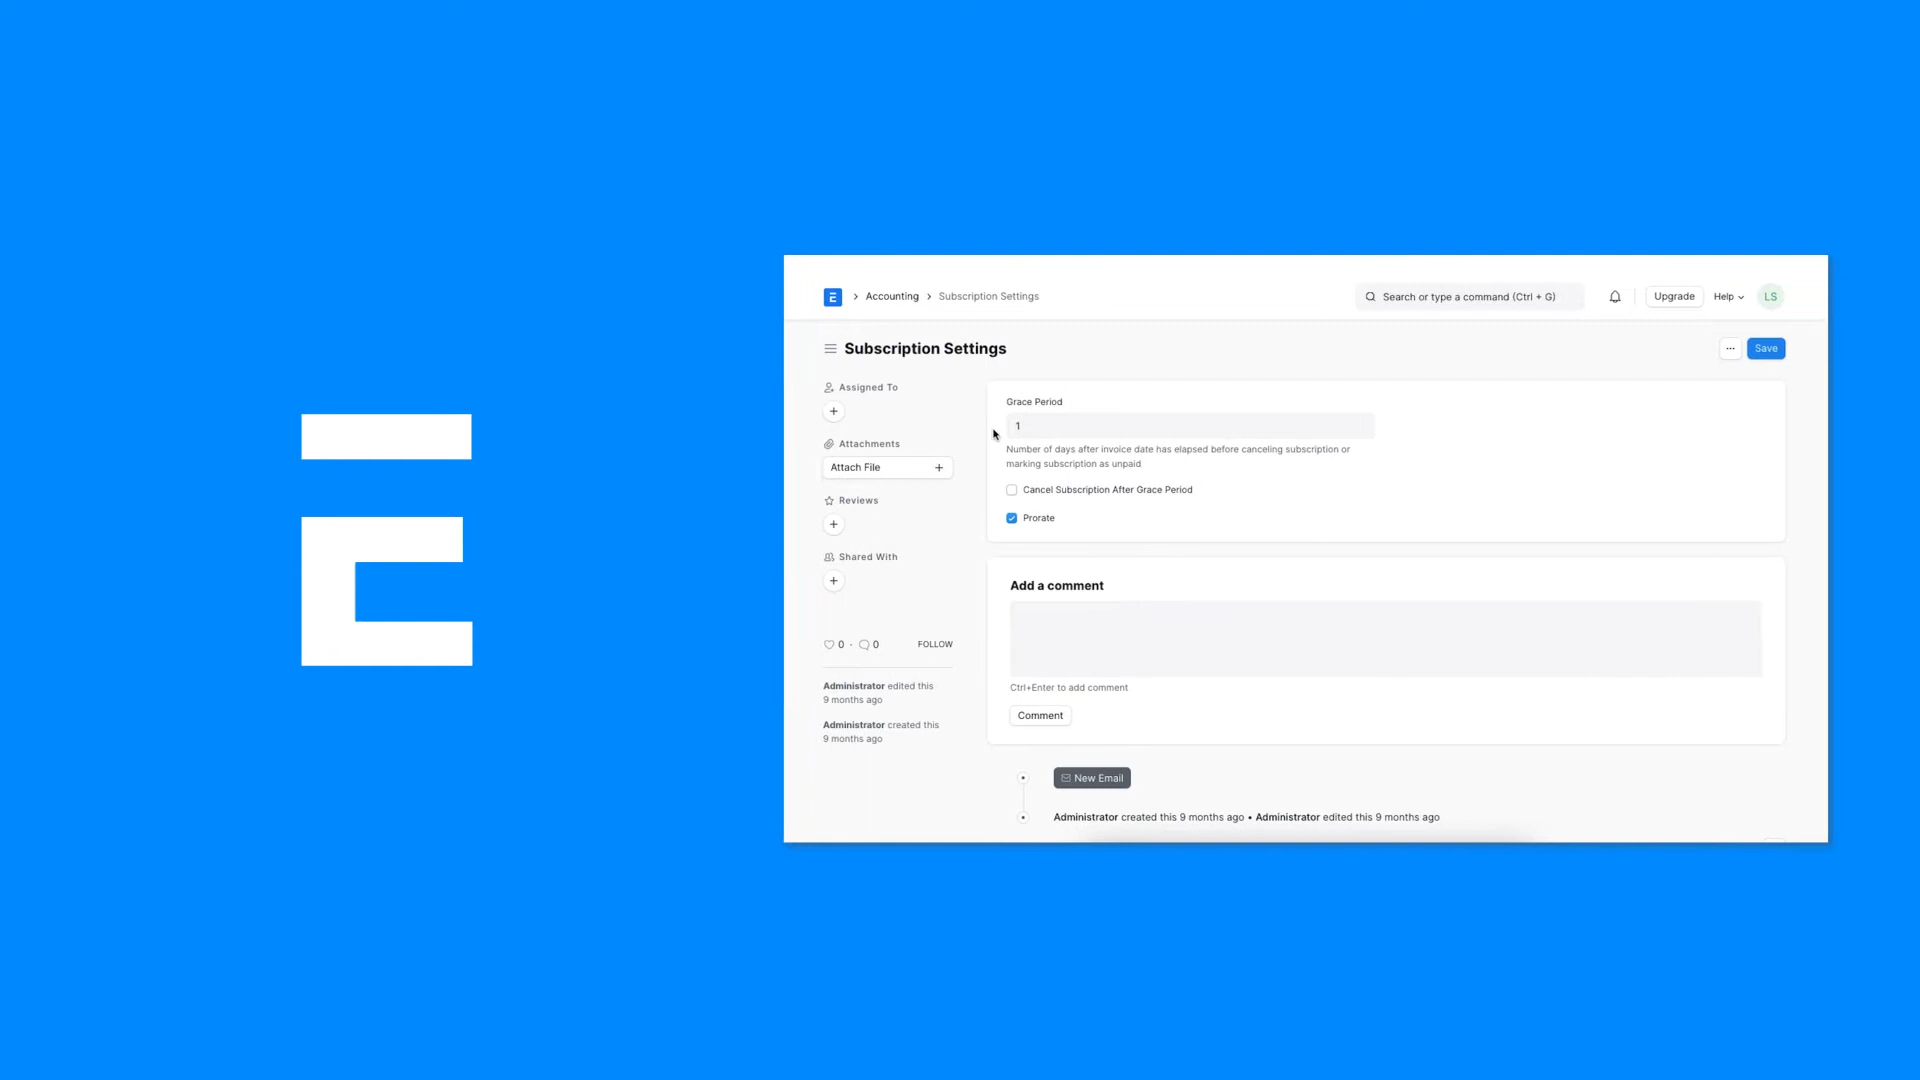 Accounting
Subscription Settings
Search or type a command (Ctrl + G)
Upgrade
Help
LS
Subscription Settings
...
Save
Assigned To
Attachments
Attach File
Reviews
Shared With
0 · 0
FOLLOW
Administrator edited this
9 months ago
Administrator created this
9 months ago
Grace Period
1
Number of days after invoice date has elapsed before canceling subscription or
marking subscription as unpaid
Cancel Subscription After Grace Period
Prorate
Add a comment
Ctrl+Enter to add comment
Comment
New Email
Administrator created this 9 months ago • Administrator edited this 9 months ago